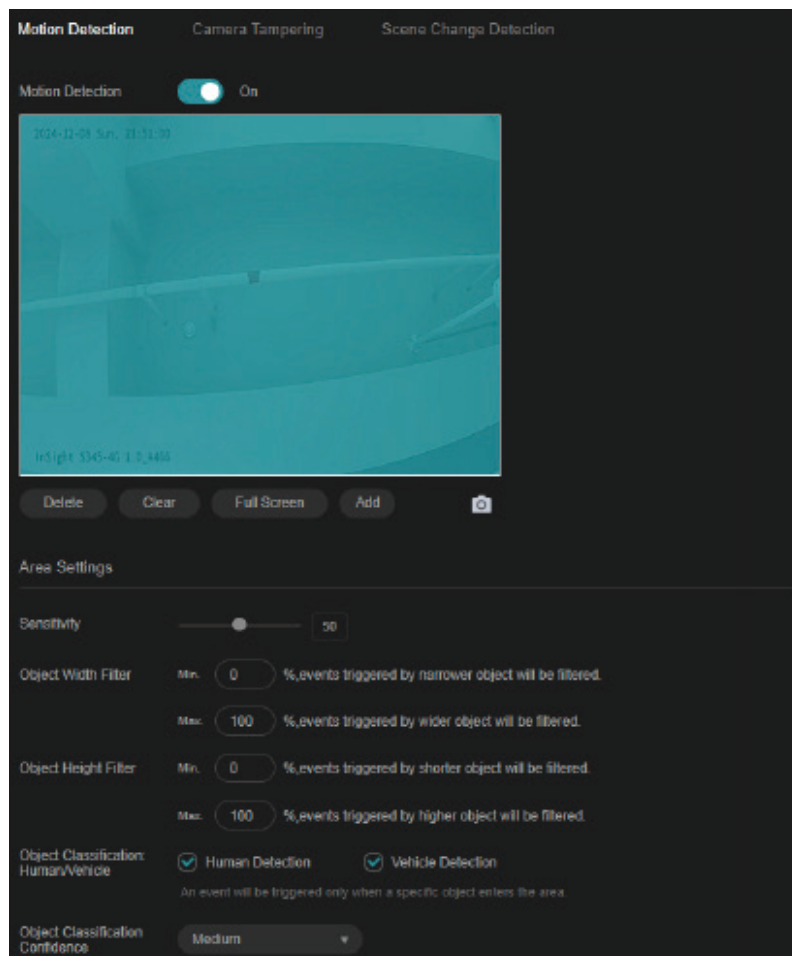 Motion Detection Camera Tampering Scene Change Detection
Motion Detection On
2024-12-08 Sun, 21:51:30
InSight S345-4G 1.0_4466
Delete Clear Full Screen Add
Area Settings
Sensitivity 50
Object Width Filter Min. 0 %,events triggered by narrower object will be filtered.
Max. 100 %,events triggered by wider object will be filtered.
Object Height Filter Min. 0 %,events triggered by shorter object will be filtered.
Max. 100 %,events triggered by higher object will be filtered.
Object Classification:
Human/Vehicle
Human Detection Vehicle Detection
An event will be triggered only when a specific object enters the area.
Object Classification
Confidence
Medium